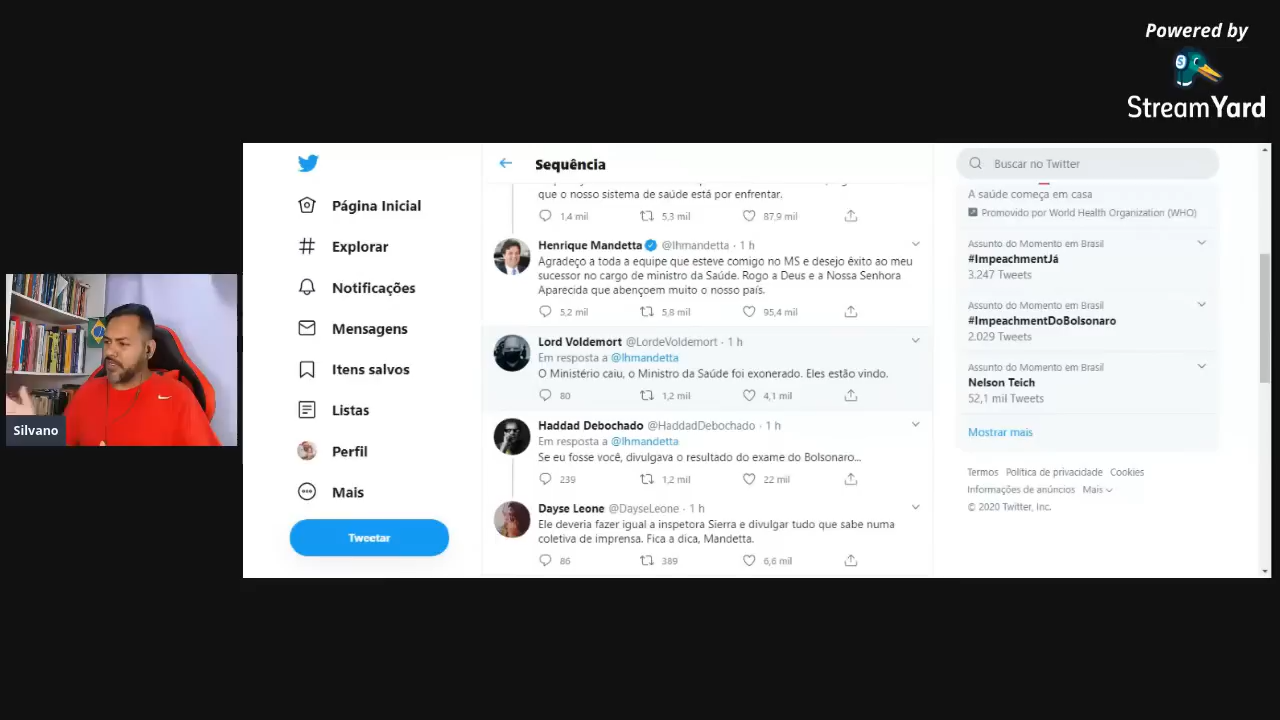 Powered by
StreamYard
Silvano
Página Inicial
Explorar
Notificações
Mensagens
Itens salvos
Listas
Perfil
Mais
Tweetar
Sequência
que o nosso sistema de saúde está por enfrentar.
1,4 mil 5,3 mil 87,9 mil
Henrique Mandetta @lhmandetta · 1 h
Agradeço a toda a equipe que esteve comigo no MS e desejo êxito ao meu
sucessor no cargo de ministro da Saúde. Rogo a Deus e a Nossa Senhora
Aparecida que abençoem muito o nosso país.
5,2 mil 5,8 mil 95,4 mil
Lord Voldemort @LordeVoldemort · 1 h
Em resposta a @lhmandetta
O Ministério caiu, o Ministro da Saúde foi exonerado. Eles estão vindo.
80 1,2 mil 4,1 mil
Haddad Debochado @HaddadDebochado · 1 h
Em resposta a @lhmandetta
Se eu fosse você, divulgava o resultado do exame do Bolsonaro...
239 1,2 mil 22 mil
Dayse Leone @DayseLeone · 1 h
Ele deveria fazer igual a inspetora Sierra e divulgar tudo que sabe numa
coletiva de imprensa. Fica a dica, Mandetta.
86 389 6,6 mil
Buscar no Twitter
A saúde começa em casa
Promovido por World Health Organization (WHO)
Assunto do Momento em Brasil
#ImpeachmentJá
3.247 Tweets
Assunto do Momento em Brasil
#ImpeachmentDoBolsonaro
2.029 Tweets
Assunto do Momento em Brasil
Nelson Teich
52,1 mil Tweets
Mostrar mais
Termos Política de privacidade Cookies
Informações de anúncios Mais
© 2020 Twitter, Inc.